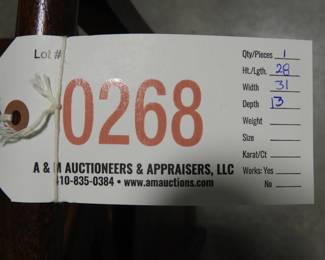 Lot #
0268
A & M AUCTIONEERS & APPRAISERS, LLC
410-835-0384 • www.amauctions.com
Qty/Pieces 1
Ht./Lgth. 28
Width 31
Depth 13
Weight
Size
Karat/Ct
Works: Yes
No